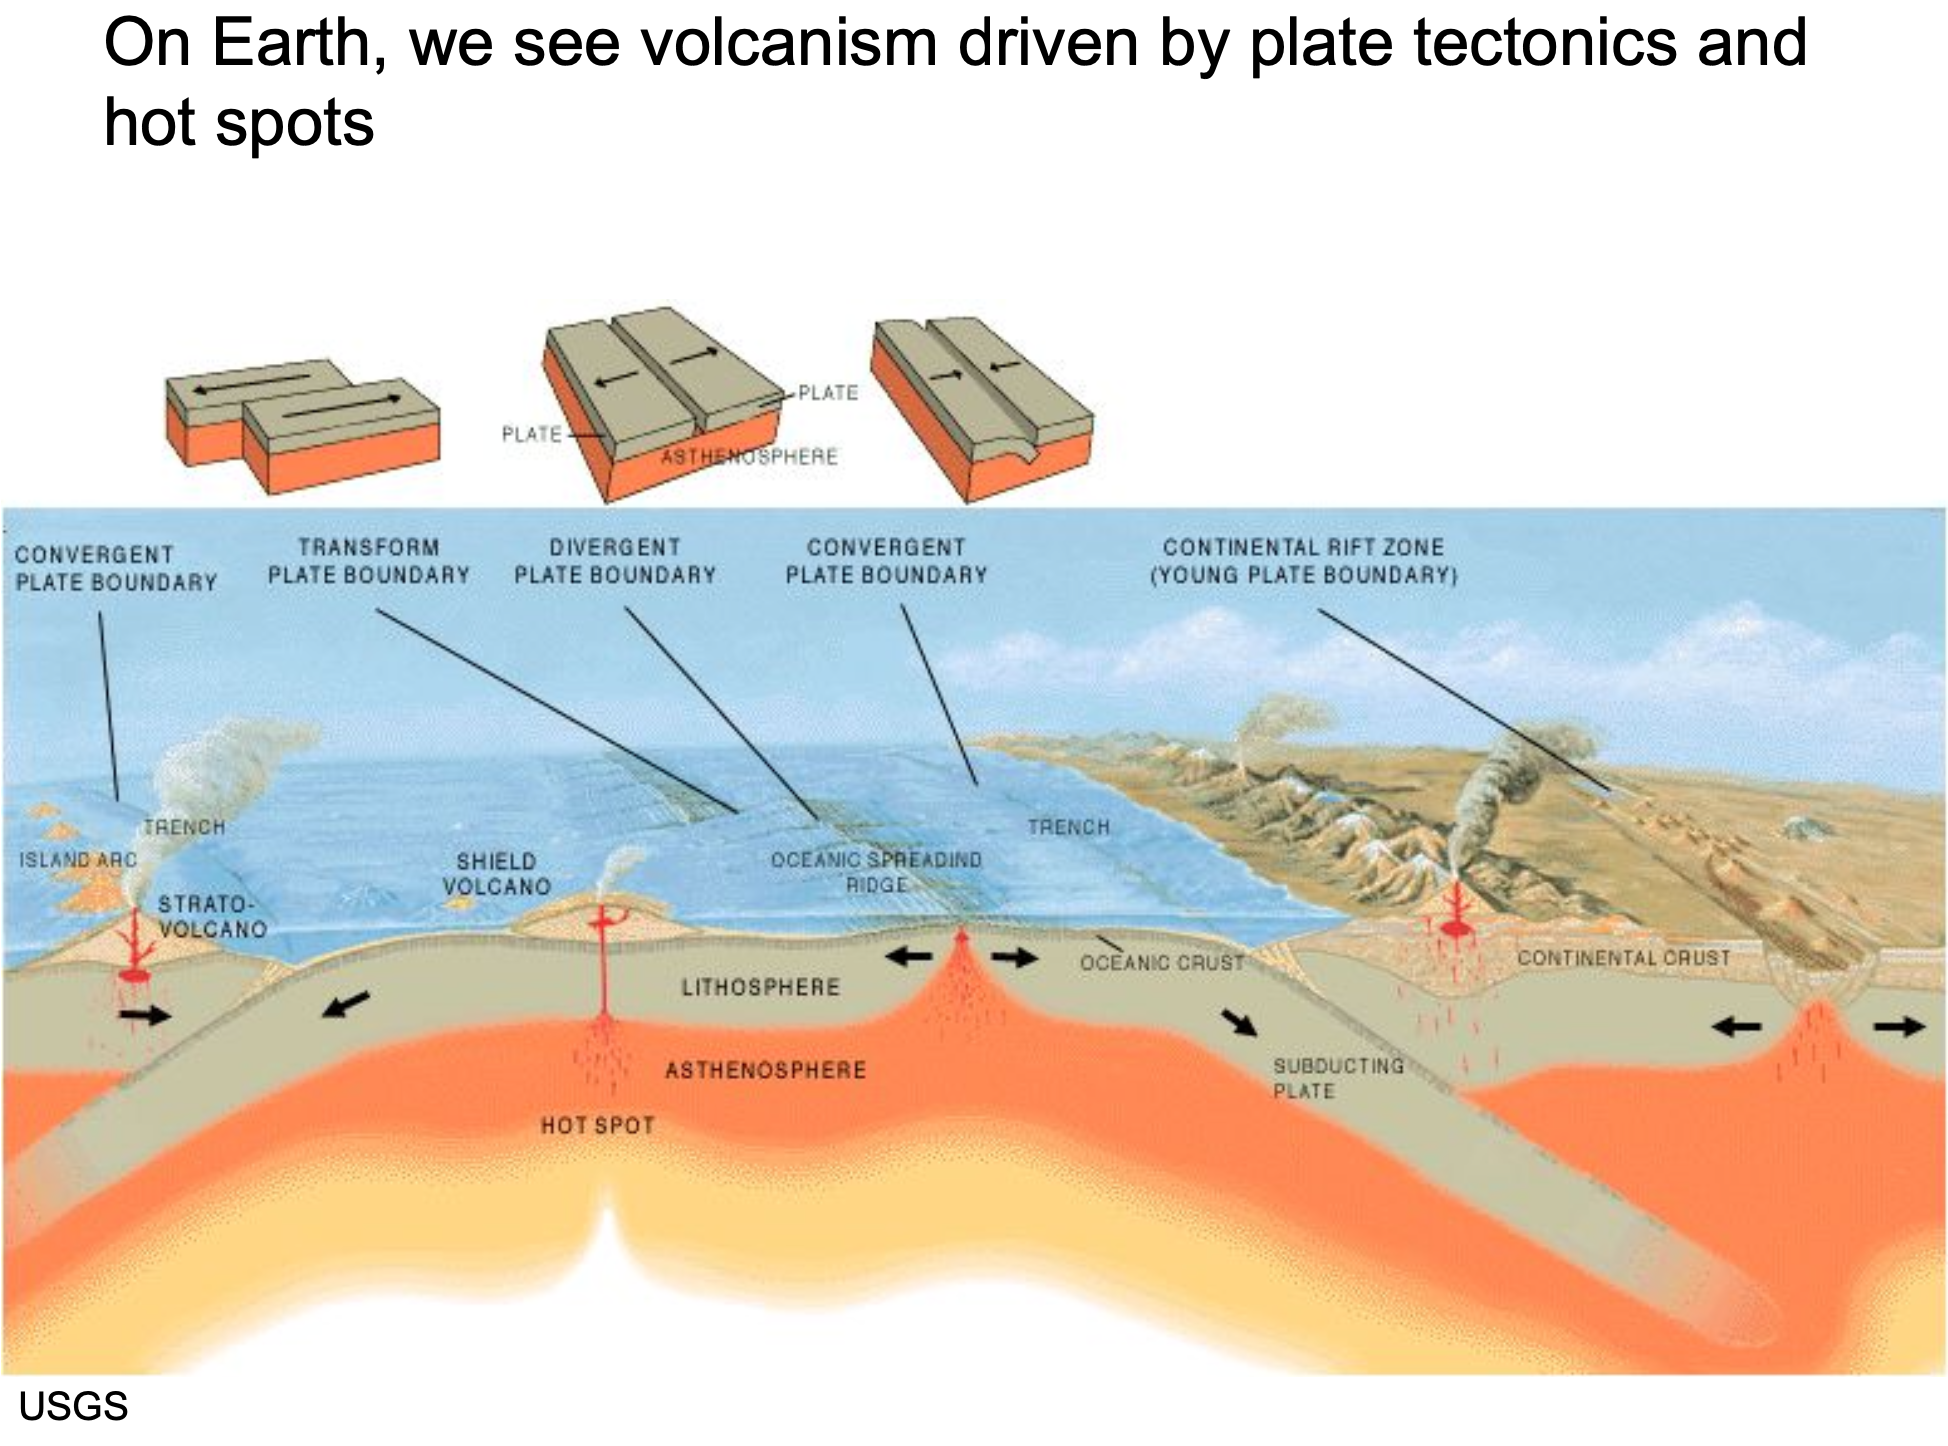 On Earth, we see volcanism driven by plate tectonics and
hot spots
PLATE
PLATE
ASTHENOSPHERE
CONVERGENT
PLATE BOUNDARY
TRANSFORM
PLATE BOUNDARY
DIVERGENT
PLATE BOUNDARY
CONVERGENT
PLATE BOUNDARY
CONTINENTAL RIFT ZONE
(YOUNG PLATE BOUNDARY)
TRENCH
ISLAND ARC
STRATO-
VOLCANO
SHIELD
VOLCANO
OCEANIC SPREADIND
RIDGE
TRENCH
OCEANIC CRUST
CONTINENTAL CRUST
LITHOSPHERE
ASTHENOSPHERE
SUBDUCTING
PLATE
HOT SPOT
USGS